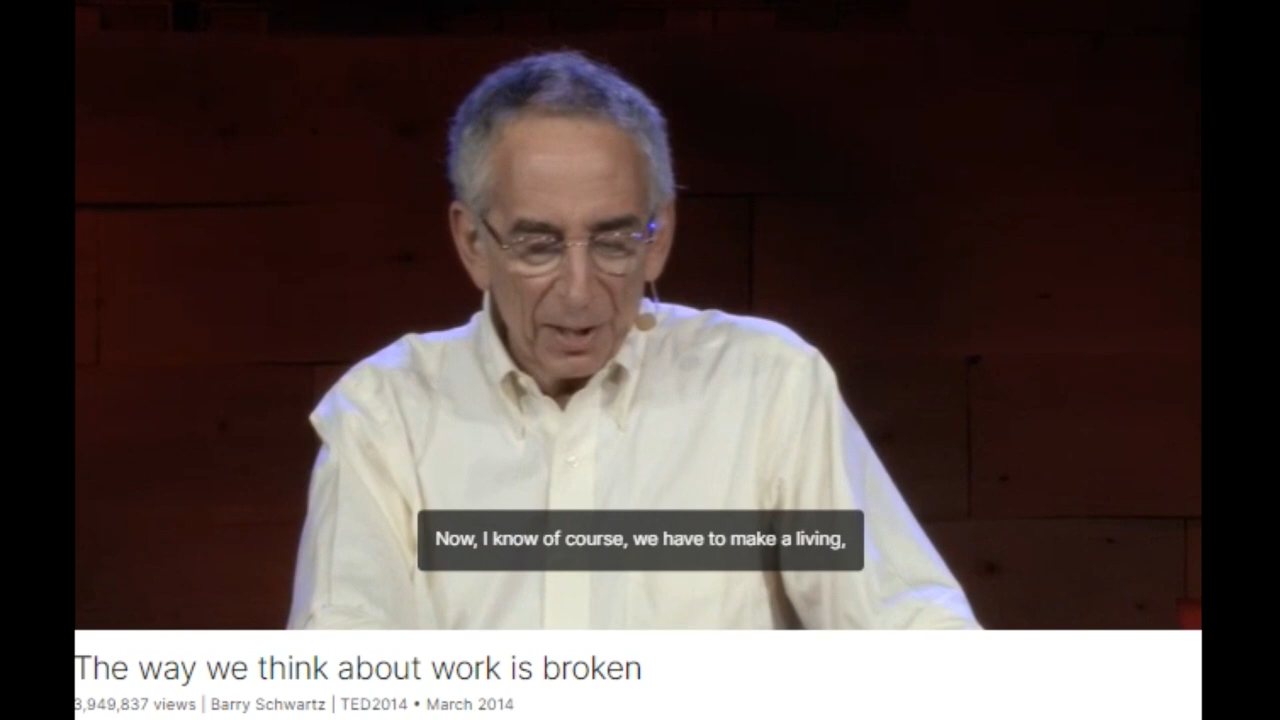 Now, I know of course, we have to make a living,
The way we think about work is broken
3,949,837 views | Barry Schwartz | TED2014 • March 2014